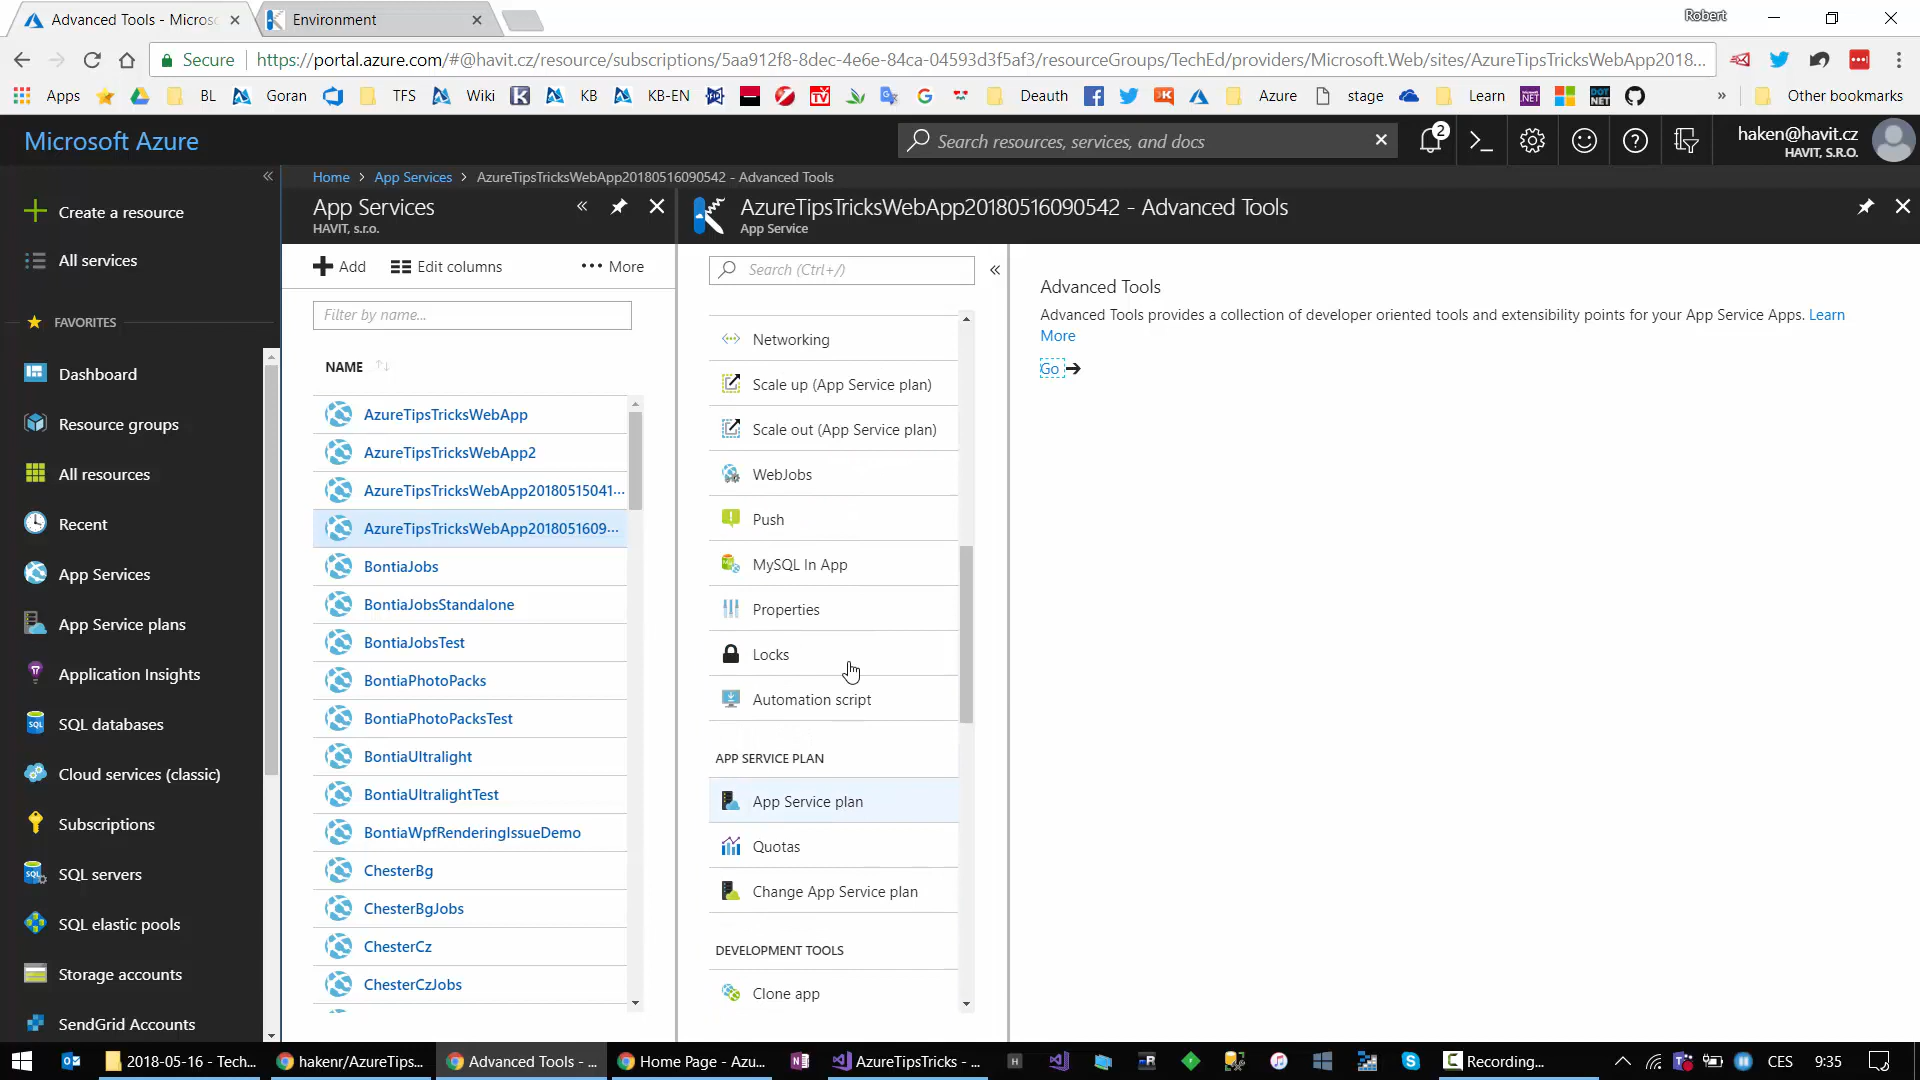 Advanced Tools - Micros
Environment
Robert
Secure
https://portal.azure.com/#@havit.cz/resource/subscriptions/5aa912f8-8dec-4e6e-84ca-04593d3f5af3/resourceGroups/TechEd/providers/Microsoft.Web/sites/AzureTipsTricksWebApp2018...
Apps
BL
Goran
TFS
Wiki
KB
KB-EN
Deauth
Azure
stage
Learn
»
Other bookmarks
Microsoft Azure
Search resources, services, and docs
2
haken@havit.cz
HAVIT, S.R.O.
Create a resource
All services
FAVORITES
Dashboard
Resource groups
All resources
Recent
App Services
App Service plans
Application Insights
SQL databases
Cloud services (classic)
Subscriptions
SQL servers
SQL elastic pools
Storage accounts
SendGrid Accounts
Home > App Services > AzureTipsTricksWebApp20180516090542 - Advanced Tools
App Services
HAVIT, s.r.o.
Add
Edit columns
More
Filter by name...
NAME
AzureTipsTricksWebApp
AzureTipsTricksWebApp2
AzureTipsTricksWebApp20180515041...
AzureTipsTricksWebApp201805160 9...
BontiaJobs
BontiaJobsStandalone
BontiaJobsTest
BontiaPhotoPacks
BontiaPhotoPacksTest
BontiaUltralight
BontiaUltralightTest
BontiaWpfRenderingIssueDemo
ChesterBg
ChesterBgJobs
ChesterCz
ChesterCzJobs
AzureTipsTricksWebApp20180516090542 - Advanced Tools
App Service
Search (Ctrl+/)
Networking
Scale up (App Service plan)
Scale out (App Service plan)
WebJobs
Push
MySQL In App
Properties
Locks
Automation script
APP SERVICE PLAN
App Service plan
Quotas
Change App Service plan
DEVELOPMENT TOOLS
Clone app
Advanced Tools
Advanced Tools provides a collection of developer oriented tools and extensibility points for your App Service Apps. Learn
More
Go
2018-05-16 - Tech...
hakenr/AzureTips...
Advanced Tools - ...
Home Page - Azu...
AzureTipsTricks - ...
Recording...
CES
9:35